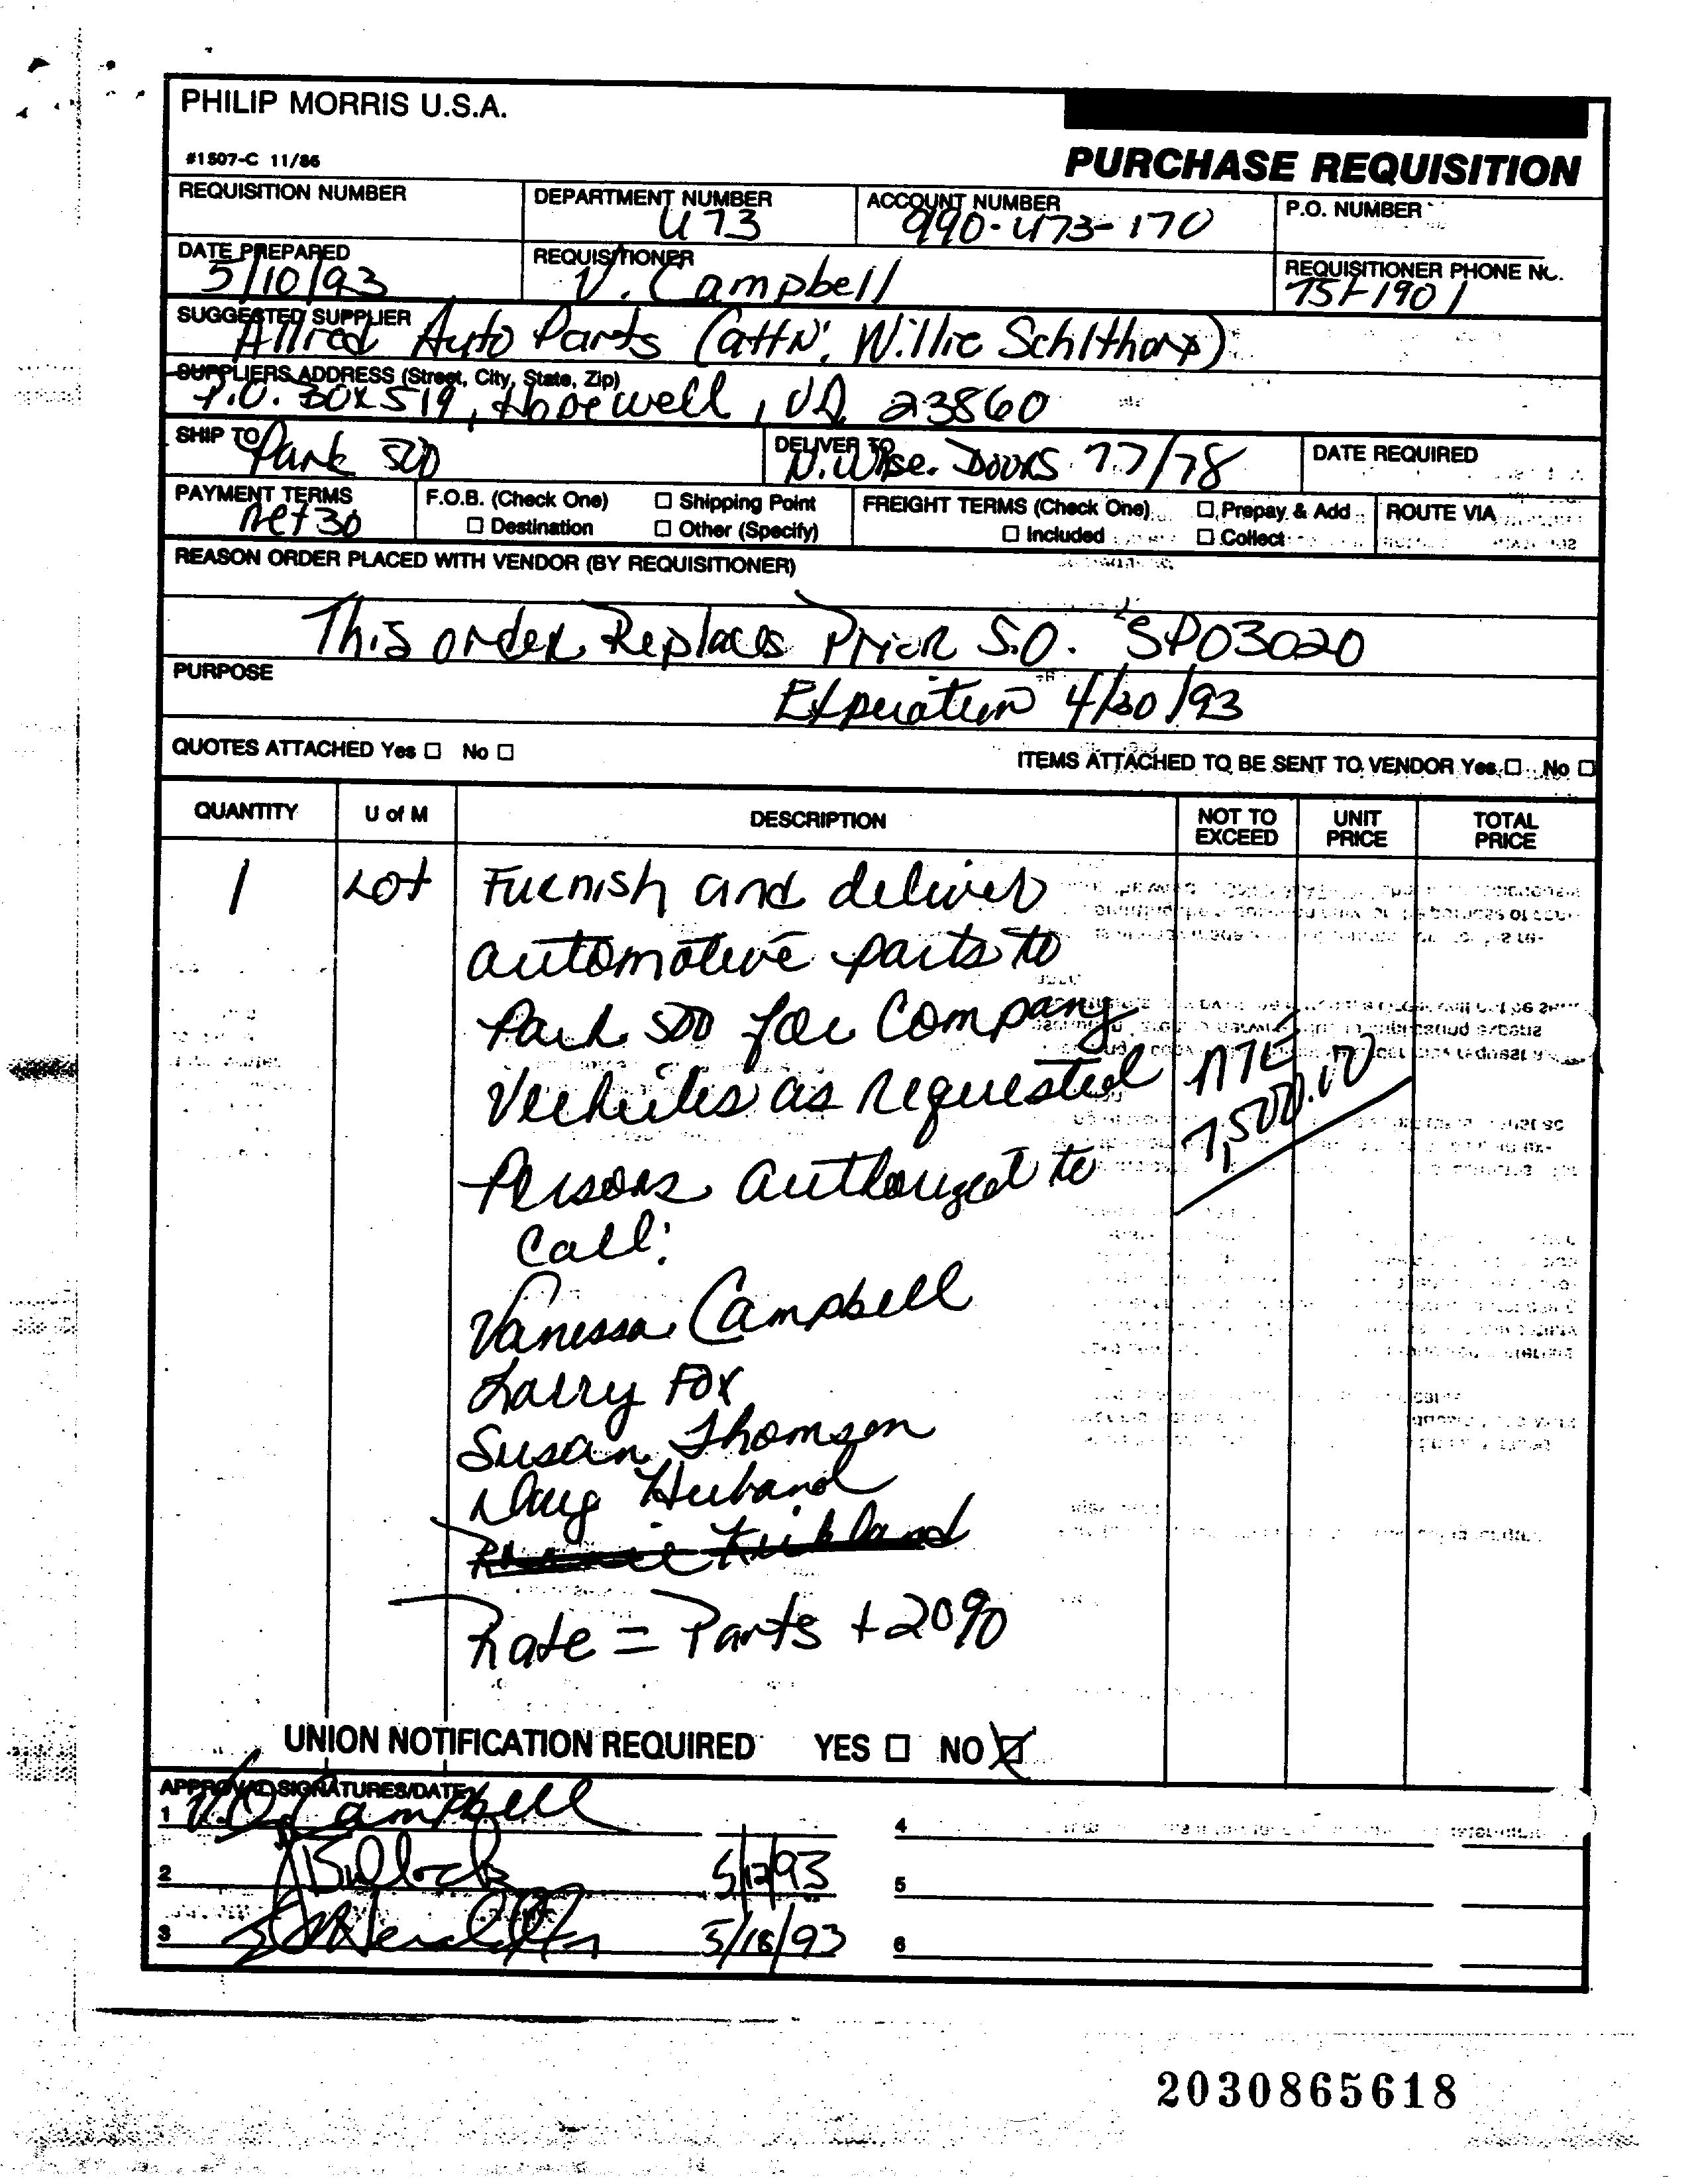 PHILIP MORRIS U.S.A.
#1507-C 11/86
PURCHASE REQUISITION
REQUISITION NUMBER
DEPARTMENT NUMBER
473
ACCOUNT NUMBER
990-473-170
P.O. NUMBER
DATE PREPARED
5/10/93
REQUISITIONER
V. Campbell
REQUISITIONER PHONE NO.
751-1901
SUGGESTED SUPPLIER
Allred Auto Parts (attN: Willie Schlthorp)
SUPPLIERS ADDRESS (Street, City, State, Zip)
P.O. Box 519, Hopewell, VA 23860
SHIP TO
Park 500
DELIVER TO
N. Wse. Doors 77/78
DATE REQUIRED
PAYMENT TERMS
net 30
F.O.B. (Check One) ☐ Shipping Point
☐ Destination ☐ Other (Specify)
FREIGHT TERMS (Check One) ☐ Prepay & Add
☐ Included ☐ Collect
ROUTE VIA
REASON ORDER PLACED WITH VENDOR (BY REQUISITIONER)
This order Replaces Prior S.O. SP03020
PURPOSE
Expiration 4/30/93
QUOTES ATTACHED Yes ☐ No ☐
ITEMS ATTACHED TO BE SENT TO VENDOR Yes ☐ No ☐
QUANTITY U of M DESCRIPTION NOT TO EXCEED UNIT PRICE TOTAL PRICE
1 Lot Furnish and deliver
automotive parts to
Park 500 for Company
Vechicles as requested
NTE
7,500.00
Persons authorized to
Call:
Vanessa Campbell
Larry Fox
Susan Thomson
Doug Huband
Kirkland
Rate = Parts + 20%
UNION NOTIFICATION REQUIRED YES ☐ NO ☒
APPROVAL SIGNATURES/DATE
1 V.D. Campbell
2 Bullock 5/12/93
3 5/18/93
4
5
6
2030865618